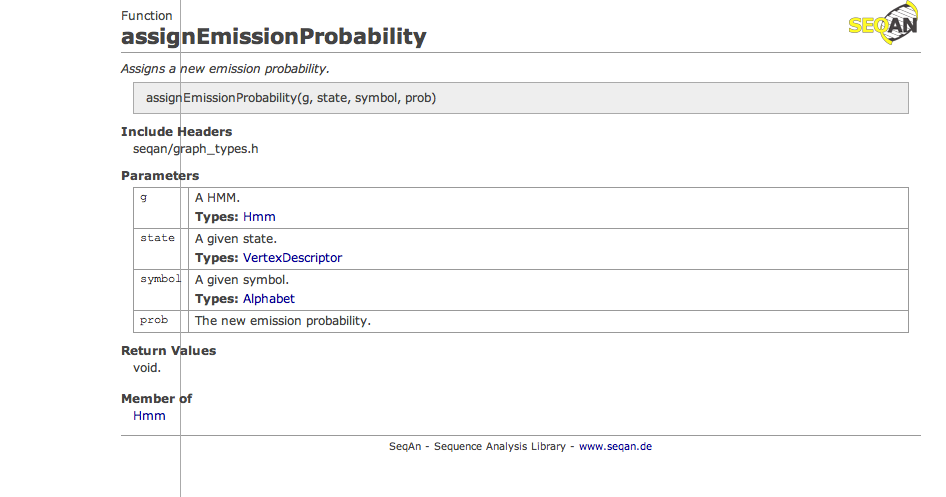 Function
SEQAN
assignEmissionProbability
Assigns a new emission probability.
assignEmissionProbability(g, state, symbol, prob)
Include Headers
seqan/graph_types.h
Parameters
g A HMM.
Types: Hmm
state A given state.
Types: VertexDescriptor
symbol A given symbol.
Types: Alphabet
prob The new emission probability.
Return Values
void.
Member of
Hmm
SeqAn - Sequence Analysis Library - www.seqan.de